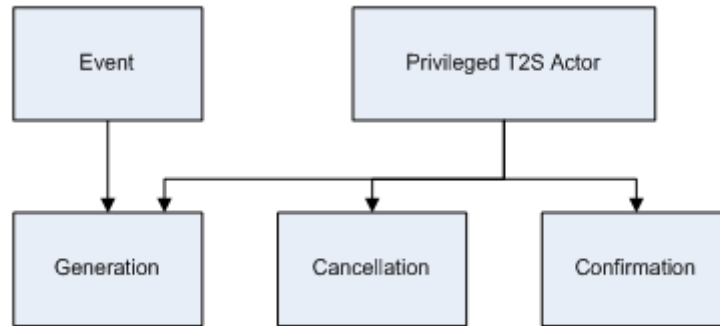 Event
Privileged T2S Actor
Generation
Cancellation
Confirmation